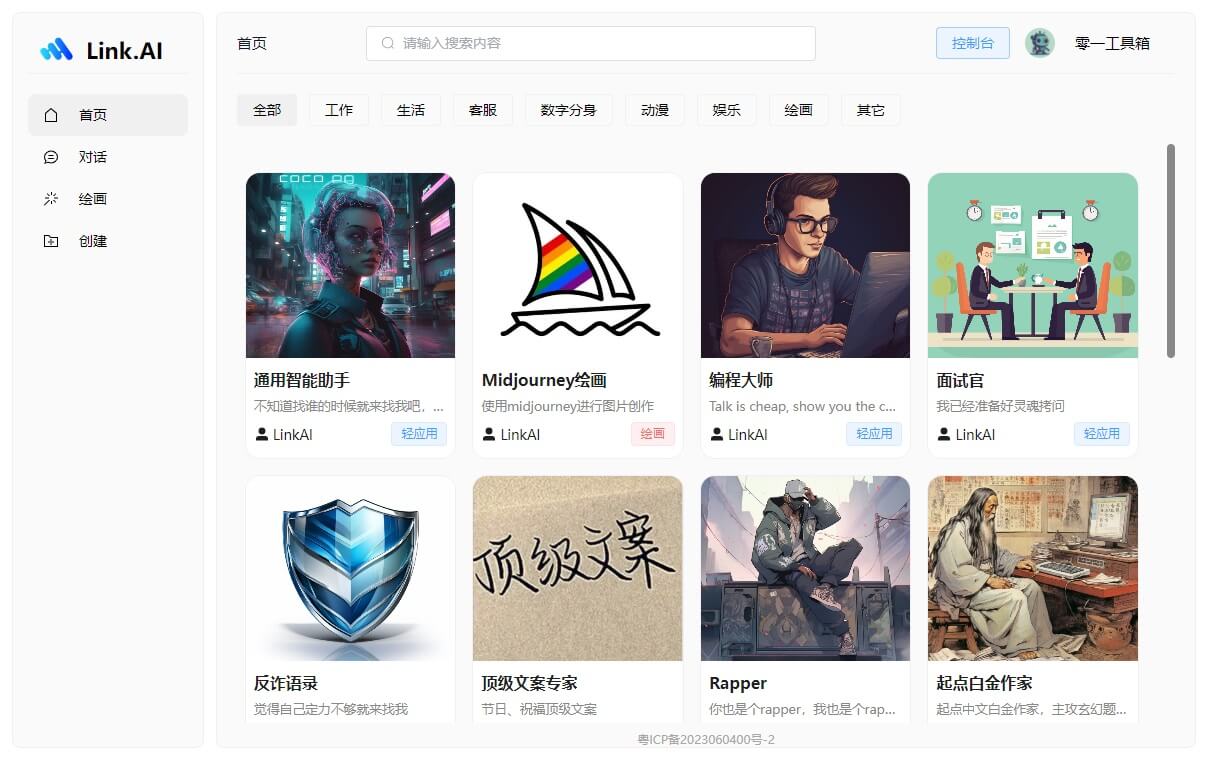 Link.AI
首页
对话
绘画
创建
首页
请输入搜索内容
控制台
零一工具箱
全部
工作
生活
客服
数字分身
动漫
娱乐
绘画
其它
COCO
通用智能助手
不知道找谁的时候就来找我吧，...
LinkAI
轻应用
Midjourney绘画
使用midjourney进行图片创作
LinkAI
绘画
编程大师
Talk is cheap, show you the c...
LinkAI
轻应用
面试官
我已经准备好灵魂拷问
LinkAI
轻应用
反诈语录
觉得自己定力不够就来找我
顶级文案
顶级文案专家
节日、祝福顶级文案
Rapper
你也是个rapper，我也是个rap...
起点白金作家
起点中文白金作家，主攻玄幻题...
粤ICP备2023060400号-2